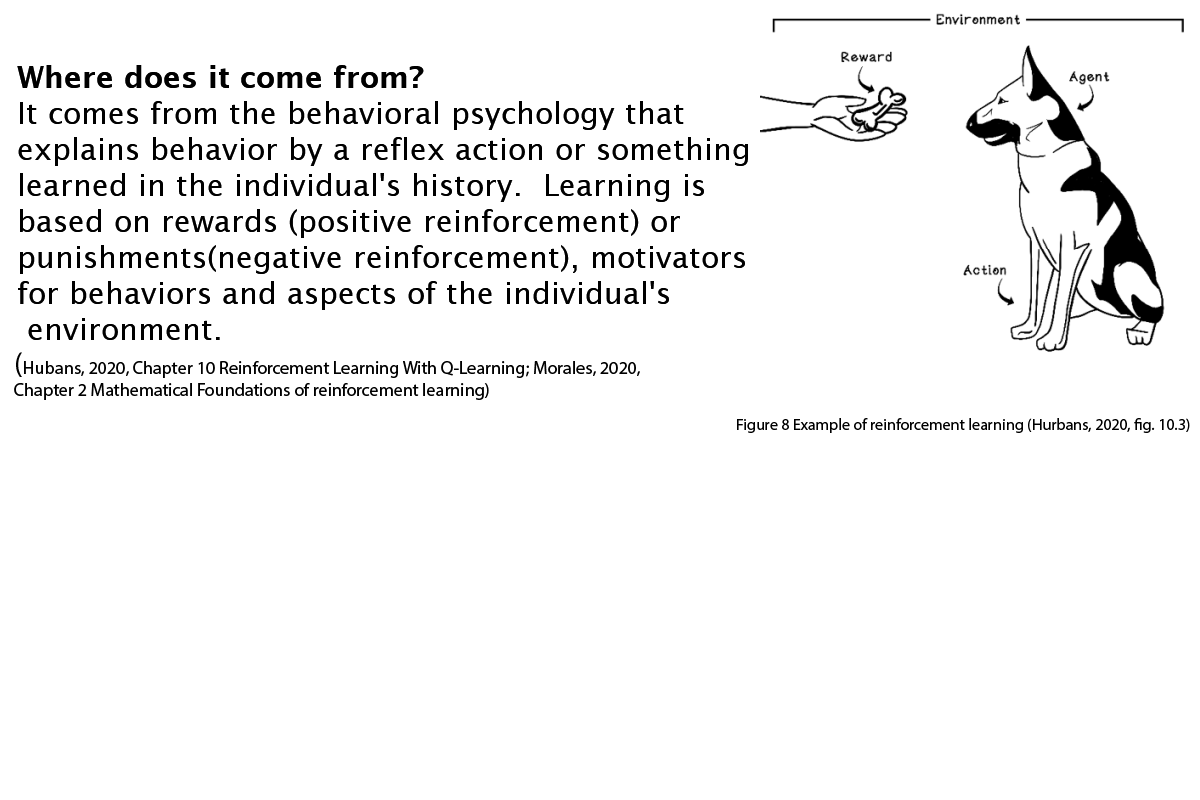 Where does it come from?
It comes from the behavioral psychology that
explains behavior by a reflex action or something
learned in the individual's history.  Learning is
based on rewards (positive reinforcement) or
punishments(negative reinforcement), motivators
for behaviors and aspects of the individual's
environment.
(Hubans, 2020, Chapter 10 Reinforcement Learning With Q-Learning; Morales, 2020,
Chapter 2 Mathematical Foundations of reinforcement learning)
Environment
Reward
Agent
Action
Figure 8 Example of reinforcement learning (Hurbans, 2020, fig. 10.3)